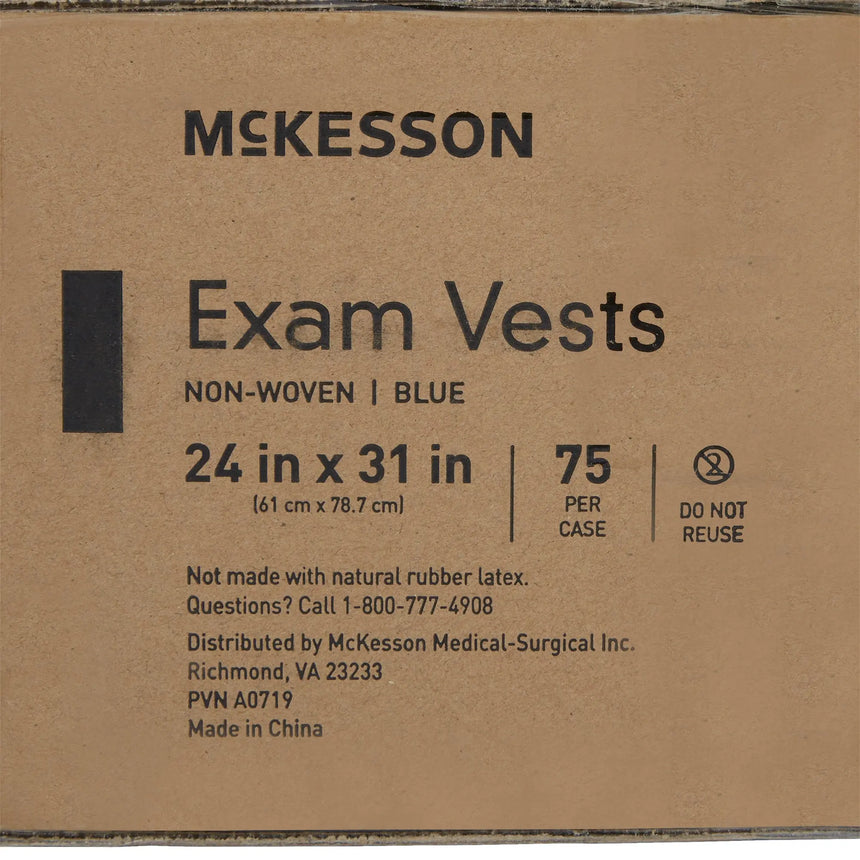 McKESSON
Exam Vests
NON-WOVEN | BLUE
24 in x 31 in
(61 cm x 78.7 cm)
75
PER
CASE
2
DO NOT
REUSE
Not made with natural rubber latex.
Questions? Call 1-800-777-4908
Distributed by McKesson Medical-Surgical Inc.
Richmond, VA 23233
PVN A0719
Made in China